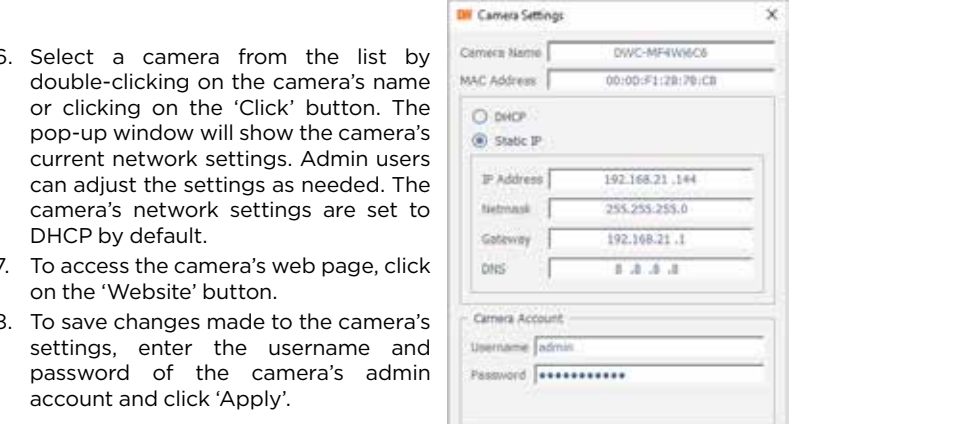 6. Select a camera from the list by
double-clicking on the camera's name
or clicking on the 'Click' button. The
pop-up window will show the camera's
current network settings. Admin users
can adjust the settings as needed. The
camera's network settings are set to
DHCP by default.
7. To access the camera's web page, click
on the 'Website' button.
8. To save changes made to the camera's
settings, enter the username and
password of the camera's admin
account and click 'Apply'.
DW Camera Settings
Camera Name DWC-MF4Wi6C6
MAC Address
DHCP
Static IP
IP Address 192.168.21 .144
Netmask 255.255.255.0
Gateway 192.168.21 .1
DNS 8 .8 .8 .8
Camera Account
Username admin
Password ***********